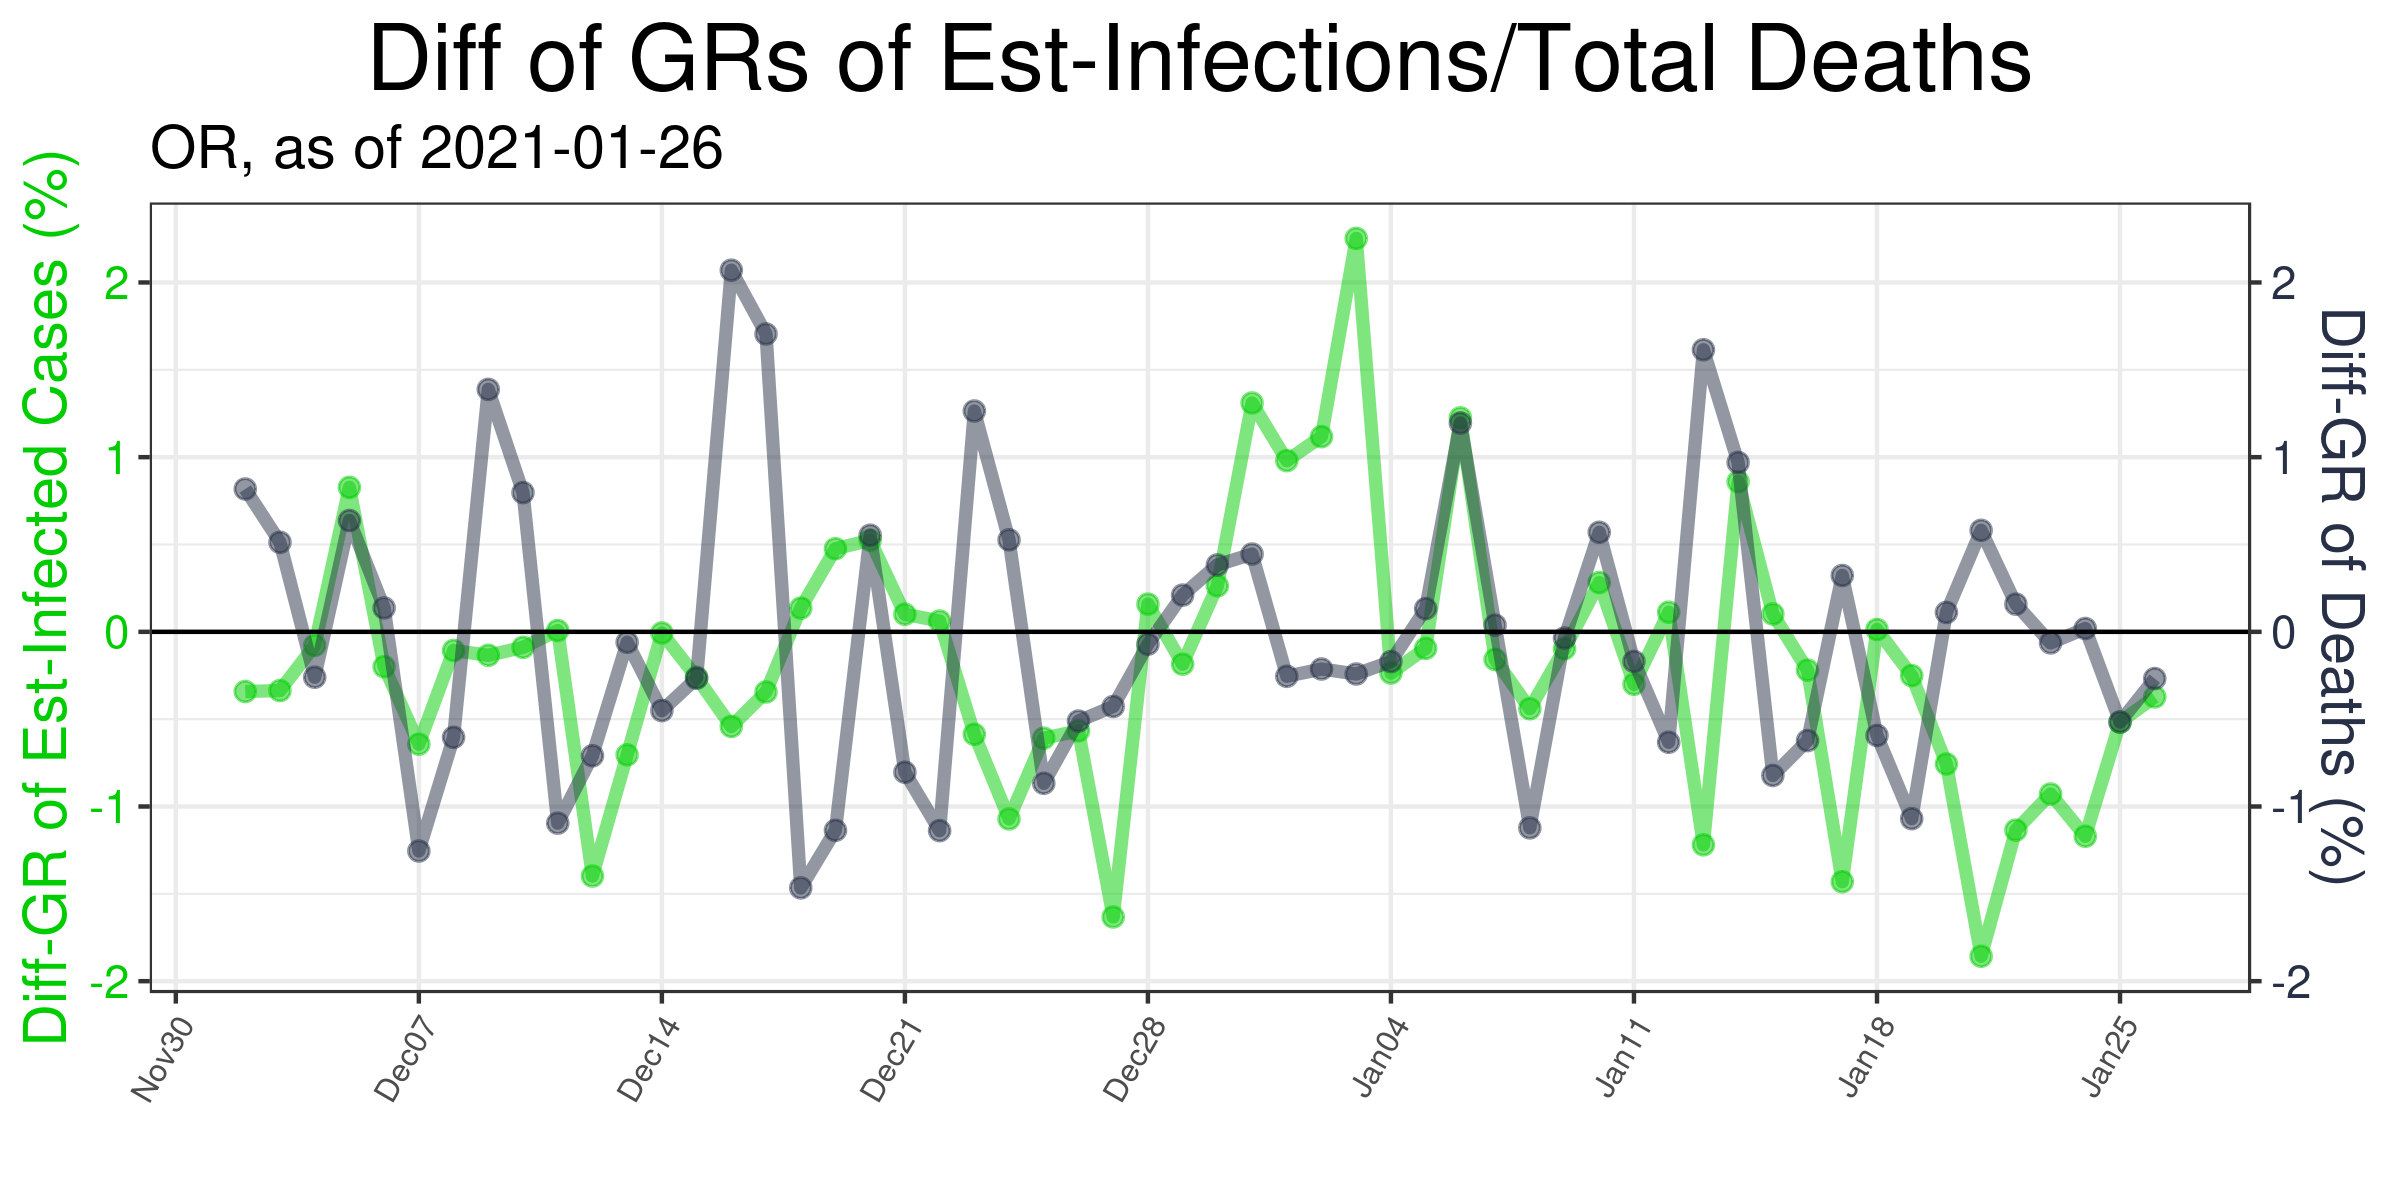 Diff of GRs of Est-Infections/Total Deaths
OR, as of 2021-01-26
Diff-GR of Est-Infected Cases (%)
2
1
0
-1
-2
2
1
0
-1
-2
Diff-GR of Deaths (%)
Nov30
Dec07
Dec14
Dec21
Dec28
Jan04
Jan11
Jan18
Jan25